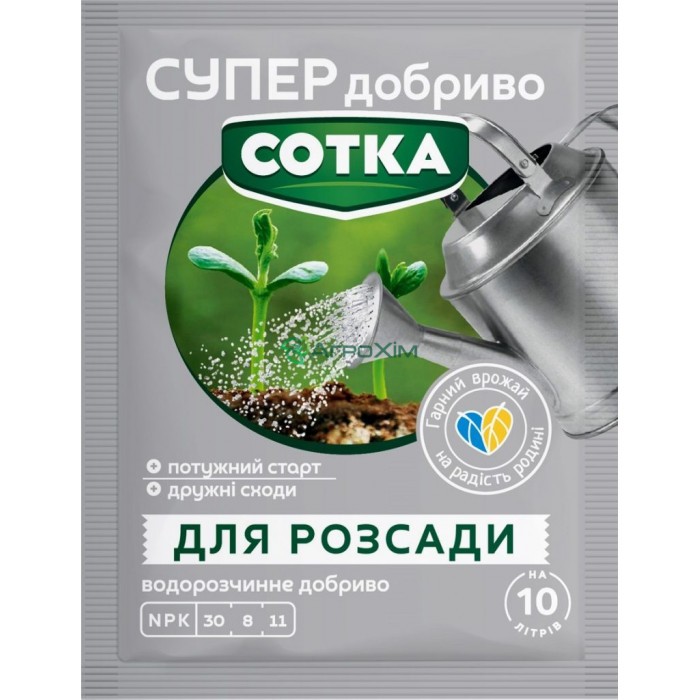 СУПЕР добриво
СОТКА
АГРОХІМ
Гарний врожай
на радість родині
+ потужний старт
+ дружні сходи
ДЛЯ РОЗСАДИ
водорозчинне добриво
NPK 30 8 11
НА
10
ЛІТРІВ